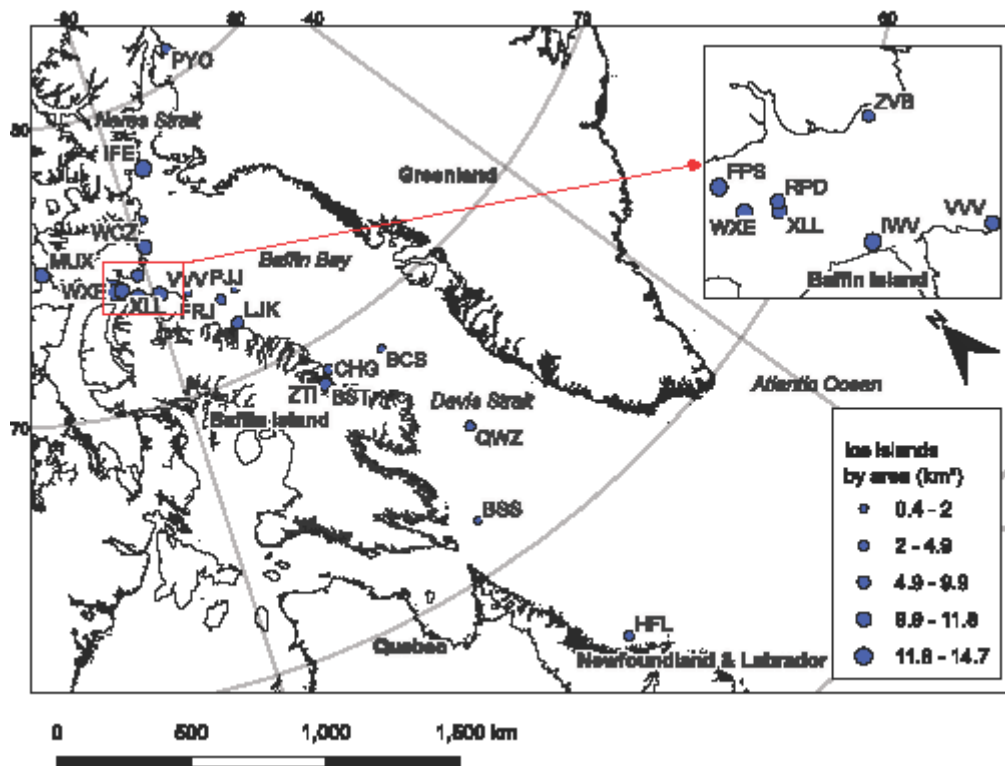 -80
60
-40
70
60
PYO
Nares Strait
80
IFE
Greenland
ZVB
FPS
RPD
WXE
XLL
IWV
VVV
Baffin Island
N
WCZ
Baffin Bay
MUX
VVV PJJ
WXE
XLL
FRJ
LJK
BCS
CHG
ZTI
BST
Atlantic Ocean
Davis Strait
Baffin Island
70
QWZ
BSS
Ice islands
by area (km²)
0.4 - 2
2 - 4.9
4.9 - 9.9
9.9 - 11.8
11.8 - 14.7
HFL
Quebec
Newfoundland & Labrador
0 500 1,000 1,500 km